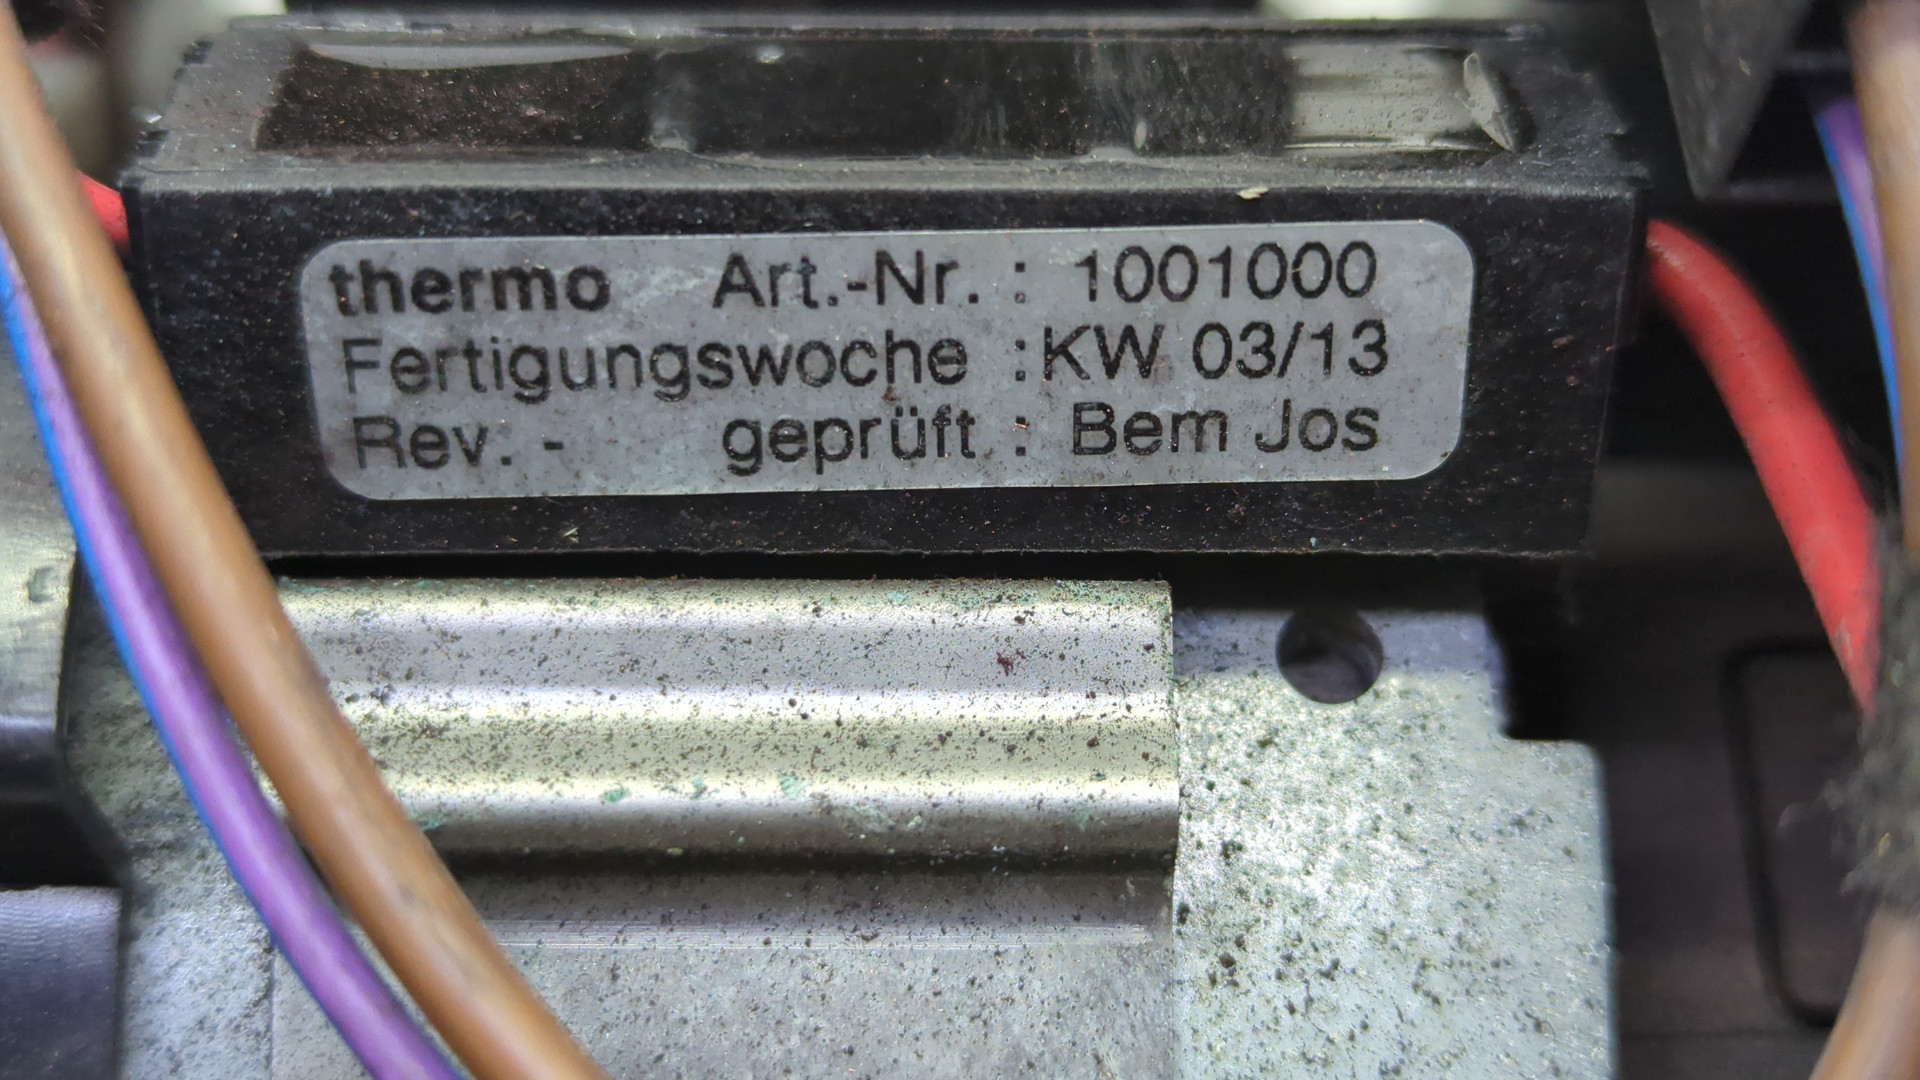 thermo Art.-Nr. : 1001000
Fertigungswoche :KW 03/13
Rev. - geprüft : Bem Jos